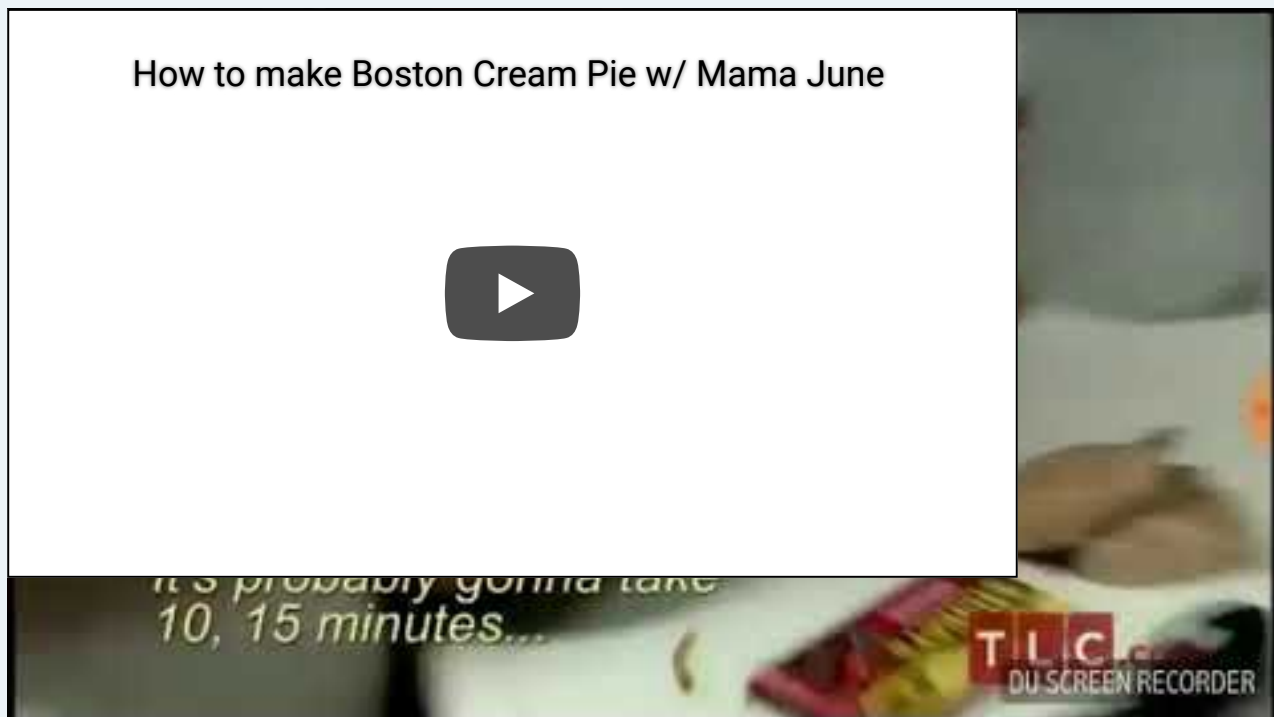 How to make Boston Cream Pie w/ Mama June
It's probably gonna take
10, 15 minutes...
TLC
DU SCREEN RECORDER